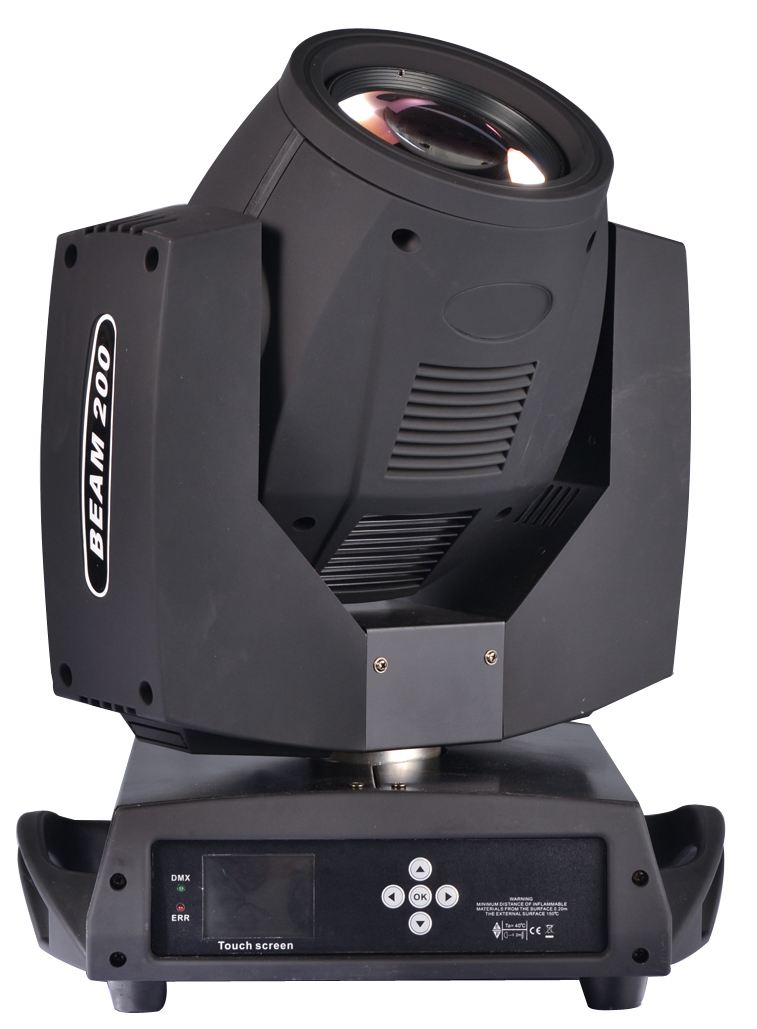 BEAM 200
DMX
ERR
Touch screen
OK
WARNING
MINIMUM DISTANCE OF INFLAMMABLE
MATERIALS FROM THE SURFACE 0.20m
THE EXTERNAL SURFACE 150℃
Ta= 40℃
CE